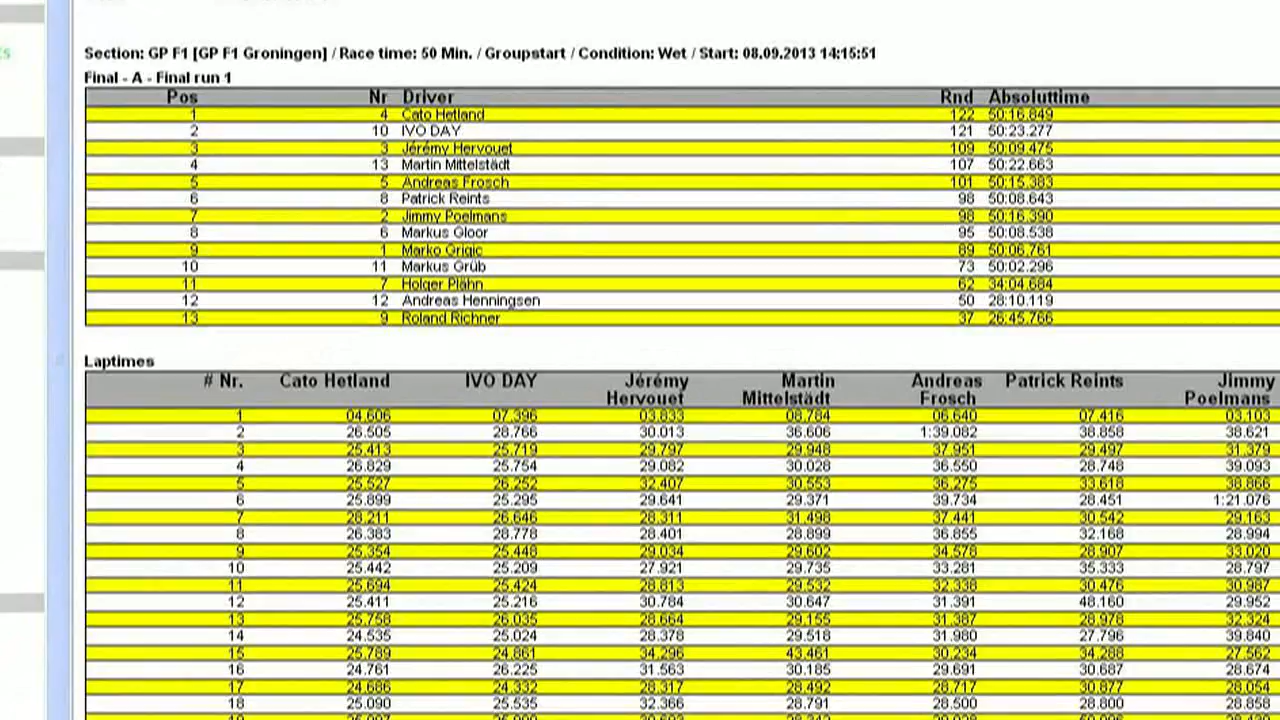 Section: GP F1 [GP F1 Groningen] / Race time: 50 Min. / Groupstart / Condition: Wet / Start: 08.09.2013 14:15:51
Final - A - Final run 1
Pos Nr Driver Rnd Absoluttime
1 4 Cato Hetland 122 50:16.849
2 10 IVO DAY 121 50:23.277
3 3 Jérémy Hervouet 109 50:09.475
4 13 Martin Mittelstädt 107 50:22.663
5 5 Andreas Frosch 101 50:15.383
6 8 Patrick Reints 98 50:08.643
7 2 Jimmy Poelmans 98 50:16.390
8 6 Markus Gloor 95 50:08.538
9 1 Marko Grigic 89 50:06.761
10 11 Markus Grüb 73 50:02.296
11 7 Holger Plähn 62 34:04.684
12 12 Andreas Henningsen 50 28:10.119
13 9 Roland Richner 37 26:45.766
Laptimes
# Nr. Cato Hetland IVO DAY Jérémy Martin Andreas Patrick Reints Jimmy
Hervouet Mittelstädt Frosch Poelmans
1 04.606 07.396 03.833 08.784 06.640 07.416 03.103
2 26.505 28.766 30.013 36.606 1:39.082 38.858 38.621
3 25.413 25.719 29.797 29.948 37.951 29.497 31.379
4 26.829 25.754 29.082 30.028 36.550 28.748 39.093
5 25.527 26.252 32.407 30.553 36.275 33.618 38.866
6 25.899 25.295 29.641 29.371 39.734 28.451 1:21.076
7 28.211 26.646 28.311 31.498 37.441 30.542 29.163
8 26.383 28.778 28.401 28.899 36.855 32.168 28.994
9 25.354 25.448 29.034 29.602 34.578 28.907 33.020
10 25.442 25.209 27.921 29.735 33.281 35.333 28.797
11 25.694 25.424 28.813 29.532 32.338 30.476 30.987
12 25.411 25.216 30.784 30.647 31.391 48.160 29.952
13 25.758 26.035 28.664 29.155 31.387 28.978 32.324
14 24.535 25.024 28.378 29.518 31.980 27.796 39.840
15 25.789 24.861 34.296 43.461 30.234 34.288 27.562
16 24.761 26.225 31.563 30.185 29.691 30.687 28.674
17 24.686 24.332 28.317 28.492 28.717 30.877 28.054
18 25.090 25.535 32.366 28.791 28.500 28.800 28.858